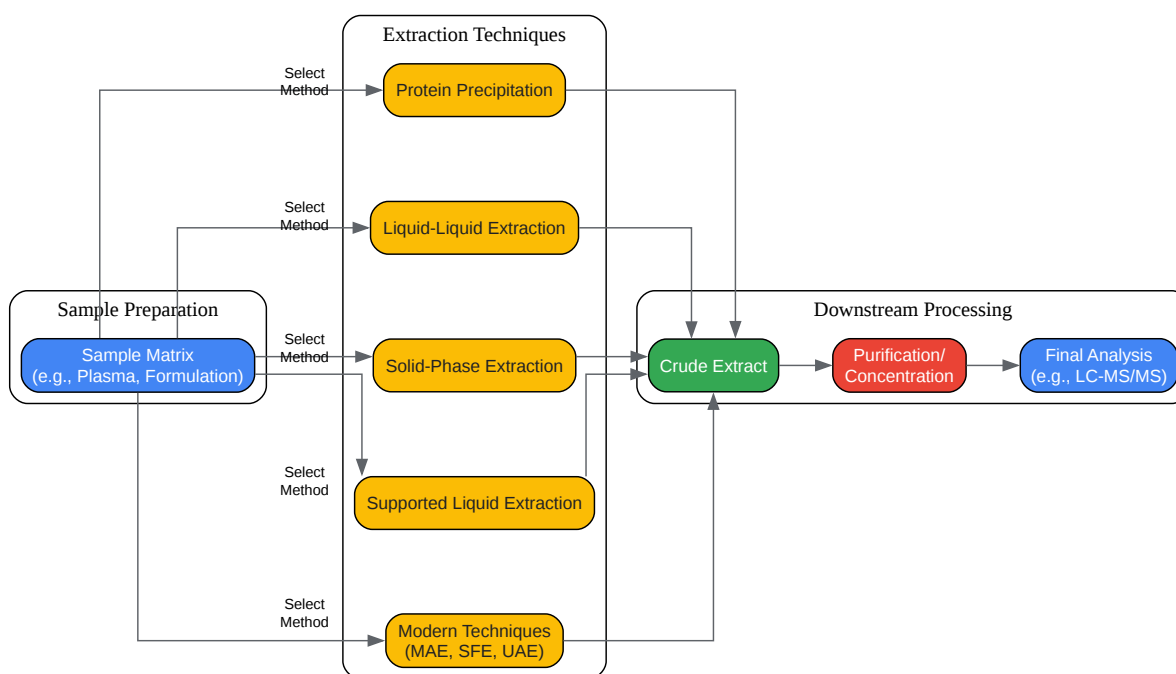 Extraction Techniques
Select
Method
Protein Precipitation
Select
Method
Liquid-Liquid Extraction
Sample Preparation
Sample Matrix
(e.g., Plasma, Formulation)
Select
Method
Solid-Phase Extraction
Select
Method
Supported Liquid Extraction
Select
Method
Modern Techniques
(MAE, SFE, UAE)
Downstream Processing
Crude Extract
Purification/
Concentration
Final Analysis
(e.g., LC-MS/MS)